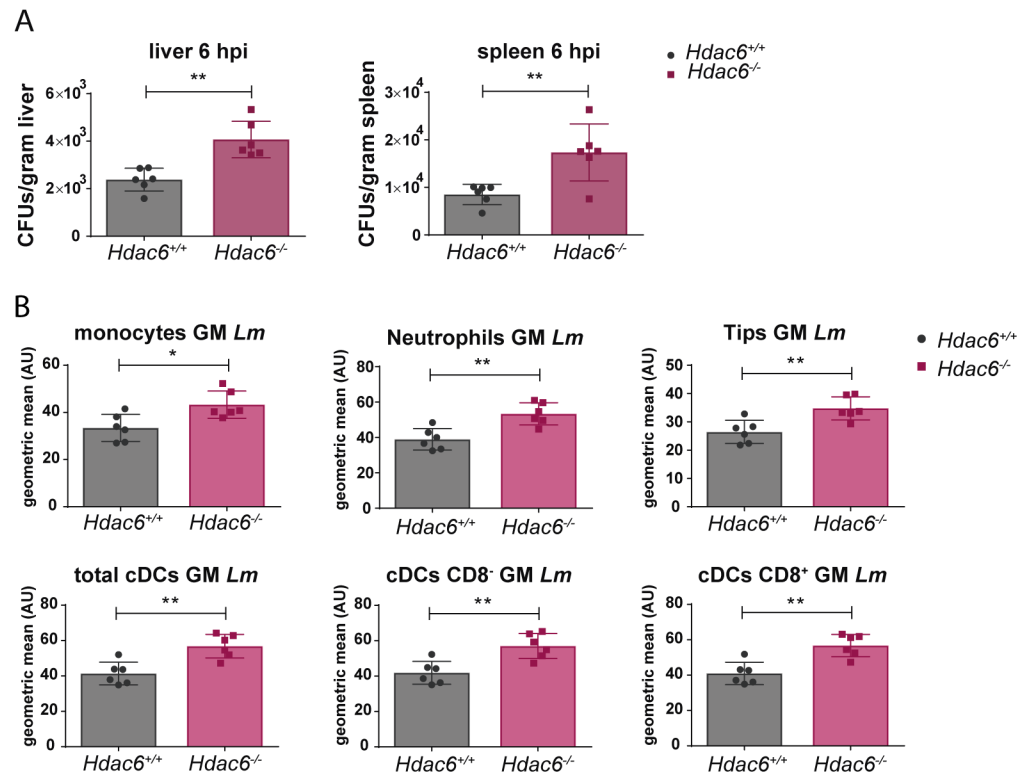 A
liver 6 hpi
**
CFUs/gram liver
6×10³
4×10³
2×10³
0
Hdac6+/+ Hdac6-/-
spleen 6 hpi
**
CFUs/gram spleen
3×10⁴
2×10⁴
1×10⁴
0
Hdac6+/+ Hdac6-/-
Hdac6+/+
Hdac6-/-
B
monocytes GM Lm
*
geometric mean (AU)
60
40
20
0
Hdac6+/+ Hdac6-/-
Neutrophils GM Lm
**
geometric mean (AU)
80
60
40
20
0
Hdac6+/+ Hdac6-/-
Tips GM Lm
**
geometric mean (AU)
50
40
30
20
10
0
Hdac6+/+ Hdac6-/-
Hdac6+/+
Hdac6-/-
total cDCs GM Lm
**
geometric mean (AU)
80
60
40
20
0
Hdac6+/+ Hdac6-/-
cDCs CD8⁻ GM Lm
**
geometric mean (AU)
80
60
40
20
0
Hdac6+/+ Hdac6-/-
cDCs CD8⁺ GM Lm
**
geometric mean (AU)
80
60
40
20
0
Hdac6+/+ Hdac6-/-